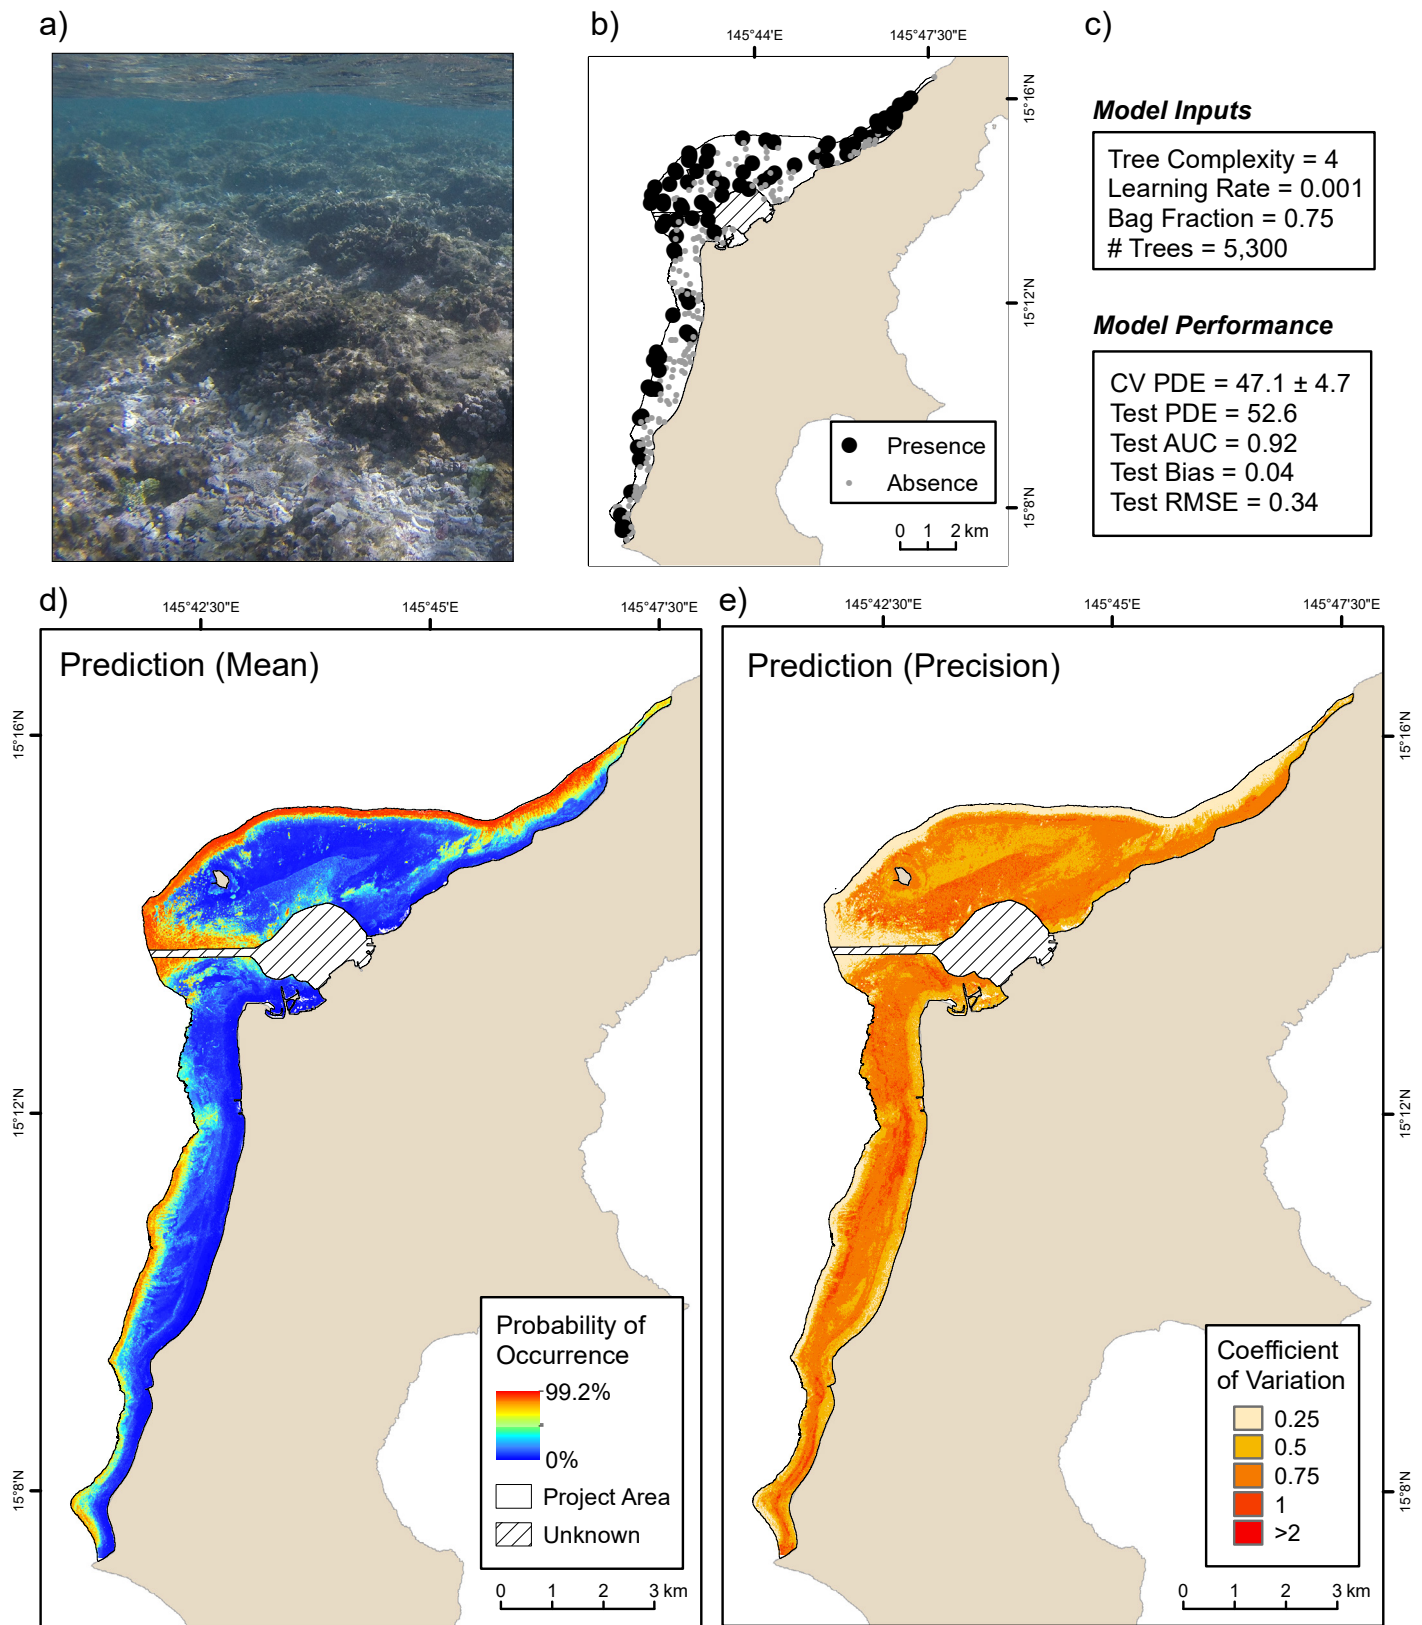 a)
b)
145°44'E
145°47'30"E
15°16'N
15°12'N
15°8'N
Presence
Absence
0 1 2 km
c)
Model Inputs
Tree Complexity = 4
Learning Rate = 0.001
Bag Fraction = 0.75
# Trees = 5,300
Model Performance
CV PDE = 47.1 ± 4.7
Test PDE = 52.6
Test AUC = 0.92
Test Bias = 0.04
Test RMSE = 0.34
d)
145°42'30"E
145°45'E
145°47'30"E
Prediction (Mean)
15°16'N
15°12'N
15°8'N
Probability of
Occurrence
99.2%
0%
Project Area
Unknown
0 1 2 3 km
e)
145°42'30"E
145°45'E
145°47'30"E
Prediction (Precision)
15°16'N
15°12'N
15°8'N
Coefficient
of Variation
0.25
0.5
0.75
1
>2
0 1 2 3 km